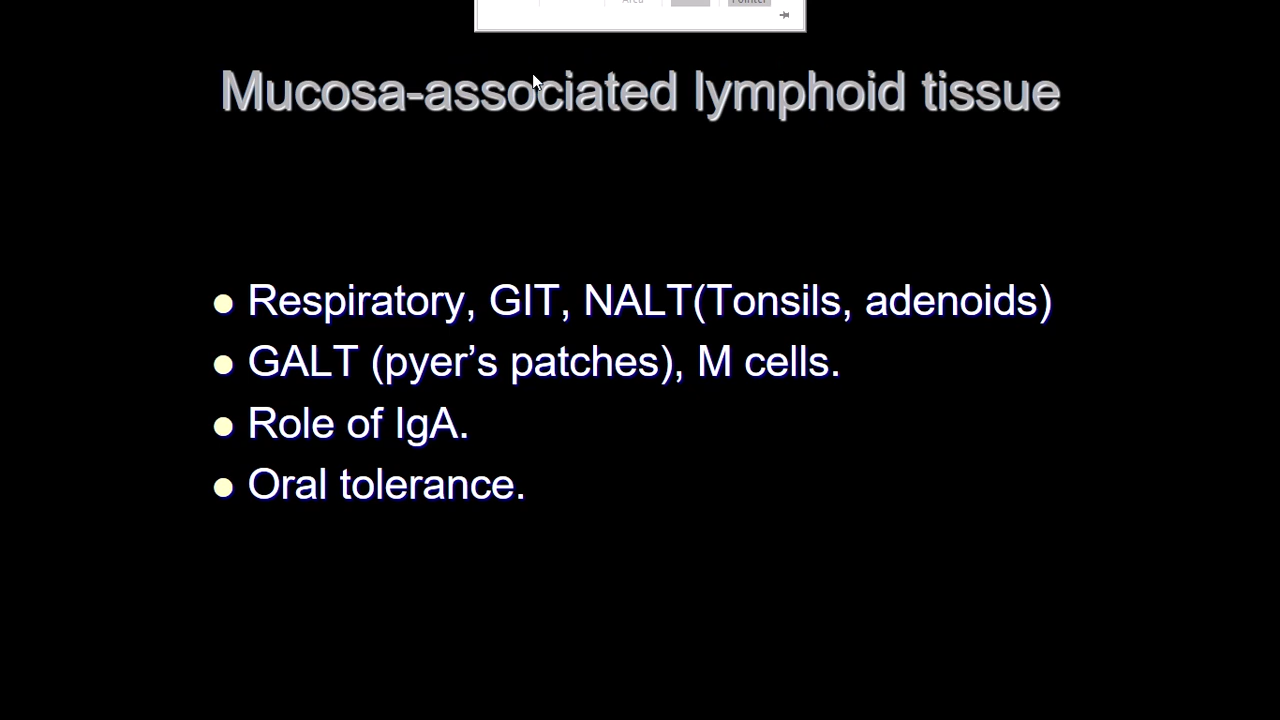 Mucosa-associated lymphoid tissue
Respiratory, GIT, NALT(Tonsils, adenoids)
GALT (pyer’s patches), M cells.
Role of IgA.
Oral tolerance.